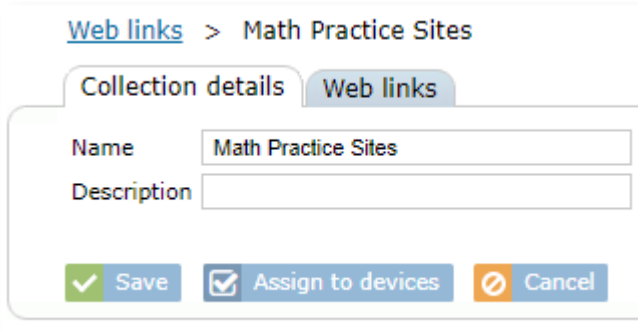 Web links > Math Practice Sites
Collection details Web links
Name Math Practice Sites
Description
Save Assign to devices Cancel